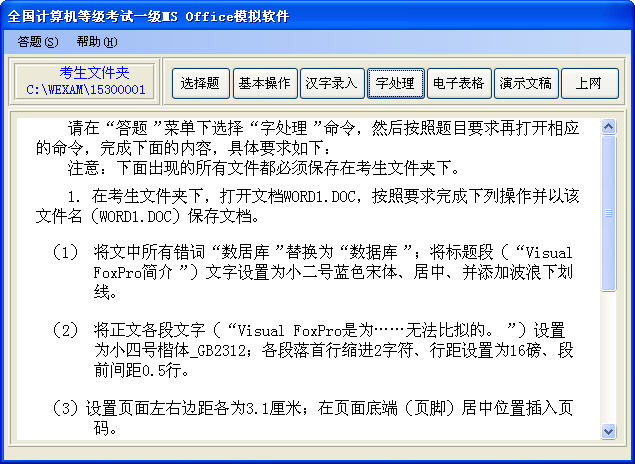 全国计算机等级考试一级MS Office模拟软件
答题(S) 帮助(H)
考生文件夹
C:\WEXAM\15300001
选择题 基本操作 汉字录入 字处理 电子表格 演示文稿 上网
请在“答题”菜单下选择“字处理”命令，然后按照题目要求再打开相应
的命令，完成下面的内容，具体要求如下：
注意：下面出现的所有文件都必须保存在考生文件夹下。
1. 在考生文件夹下，打开文档WORD1.DOC，按照要求完成下列操作并以该
文件名（WORD1.DOC）保存文档。
（1） 将文中所有错词“数居库”替换为“数据库”；将标题段（“Visual
FoxPro简介”）文字设置为小二号蓝色宋体、居中、并添加波浪下划
线。
（2） 将正文各段文字（“Visual FoxPro是为……无法比拟的。”）设置
为小四号楷体_GB2312；各段落首行缩进2字符、行距设置为16磅、段
前间距0.5行。
（3）设置页面左右边距各为3.1厘米；在页面底端（页脚）居中位置插入页
码。